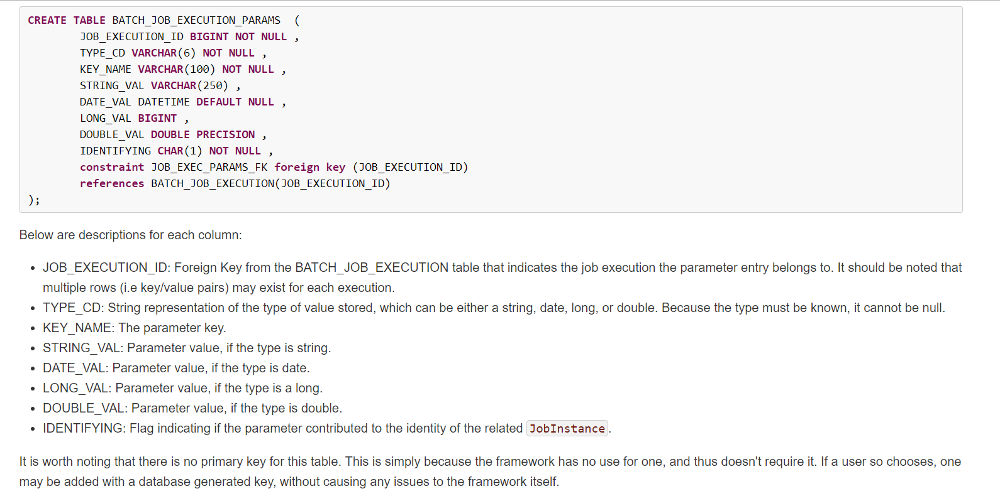 CREATE TABLE BATCH_JOB_EXECUTION_PARAMS  (
JOB_EXECUTION_ID BIGINT NOT NULL ,
TYPE_CD VARCHAR(6) NOT NULL ,
KEY_NAME VARCHAR(100) NOT NULL ,
STRING_VAL VARCHAR(250) ,
DATE_VAL DATETIME DEFAULT NULL ,
LONG_VAL BIGINT ,
DOUBLE_VAL DOUBLE PRECISION ,
IDENTIFYING CHAR(1) NOT NULL ,
constraint JOB_EXEC_PARAMS_FK foreign key (JOB_EXECUTION_ID)
references BATCH_JOB_EXECUTION(JOB_EXECUTION_ID)
);
Below are descriptions for each column:
• JOB_EXECUTION_ID: Foreign Key from the BATCH_JOB_EXECUTION table that indicates the job execution the parameter entry belongs to. It should be noted that
multiple rows (i.e key/value pairs) may exist for each execution.
• TYPE_CD: String representation of the type of value stored, which can be either a string, date, long, or double. Because the type must be known, it cannot be null.
• KEY_NAME: The parameter key.
• STRING_VAL: Parameter value, if the type is string.
• DATE_VAL: Parameter value, if the type is date.
• LONG_VAL: Parameter value, if the type is a long.
• DOUBLE_VAL: Parameter value, if the type is double.
• IDENTIFYING: Flag indicating if the parameter contributed to the identity of the related JobInstance.
It is worth noting that there is no primary key for this table. This is simply because the framework has no use for one, and thus doesn't require it. If a user so chooses, one
may be added with a database generated key, without causing any issues to the framework itself.